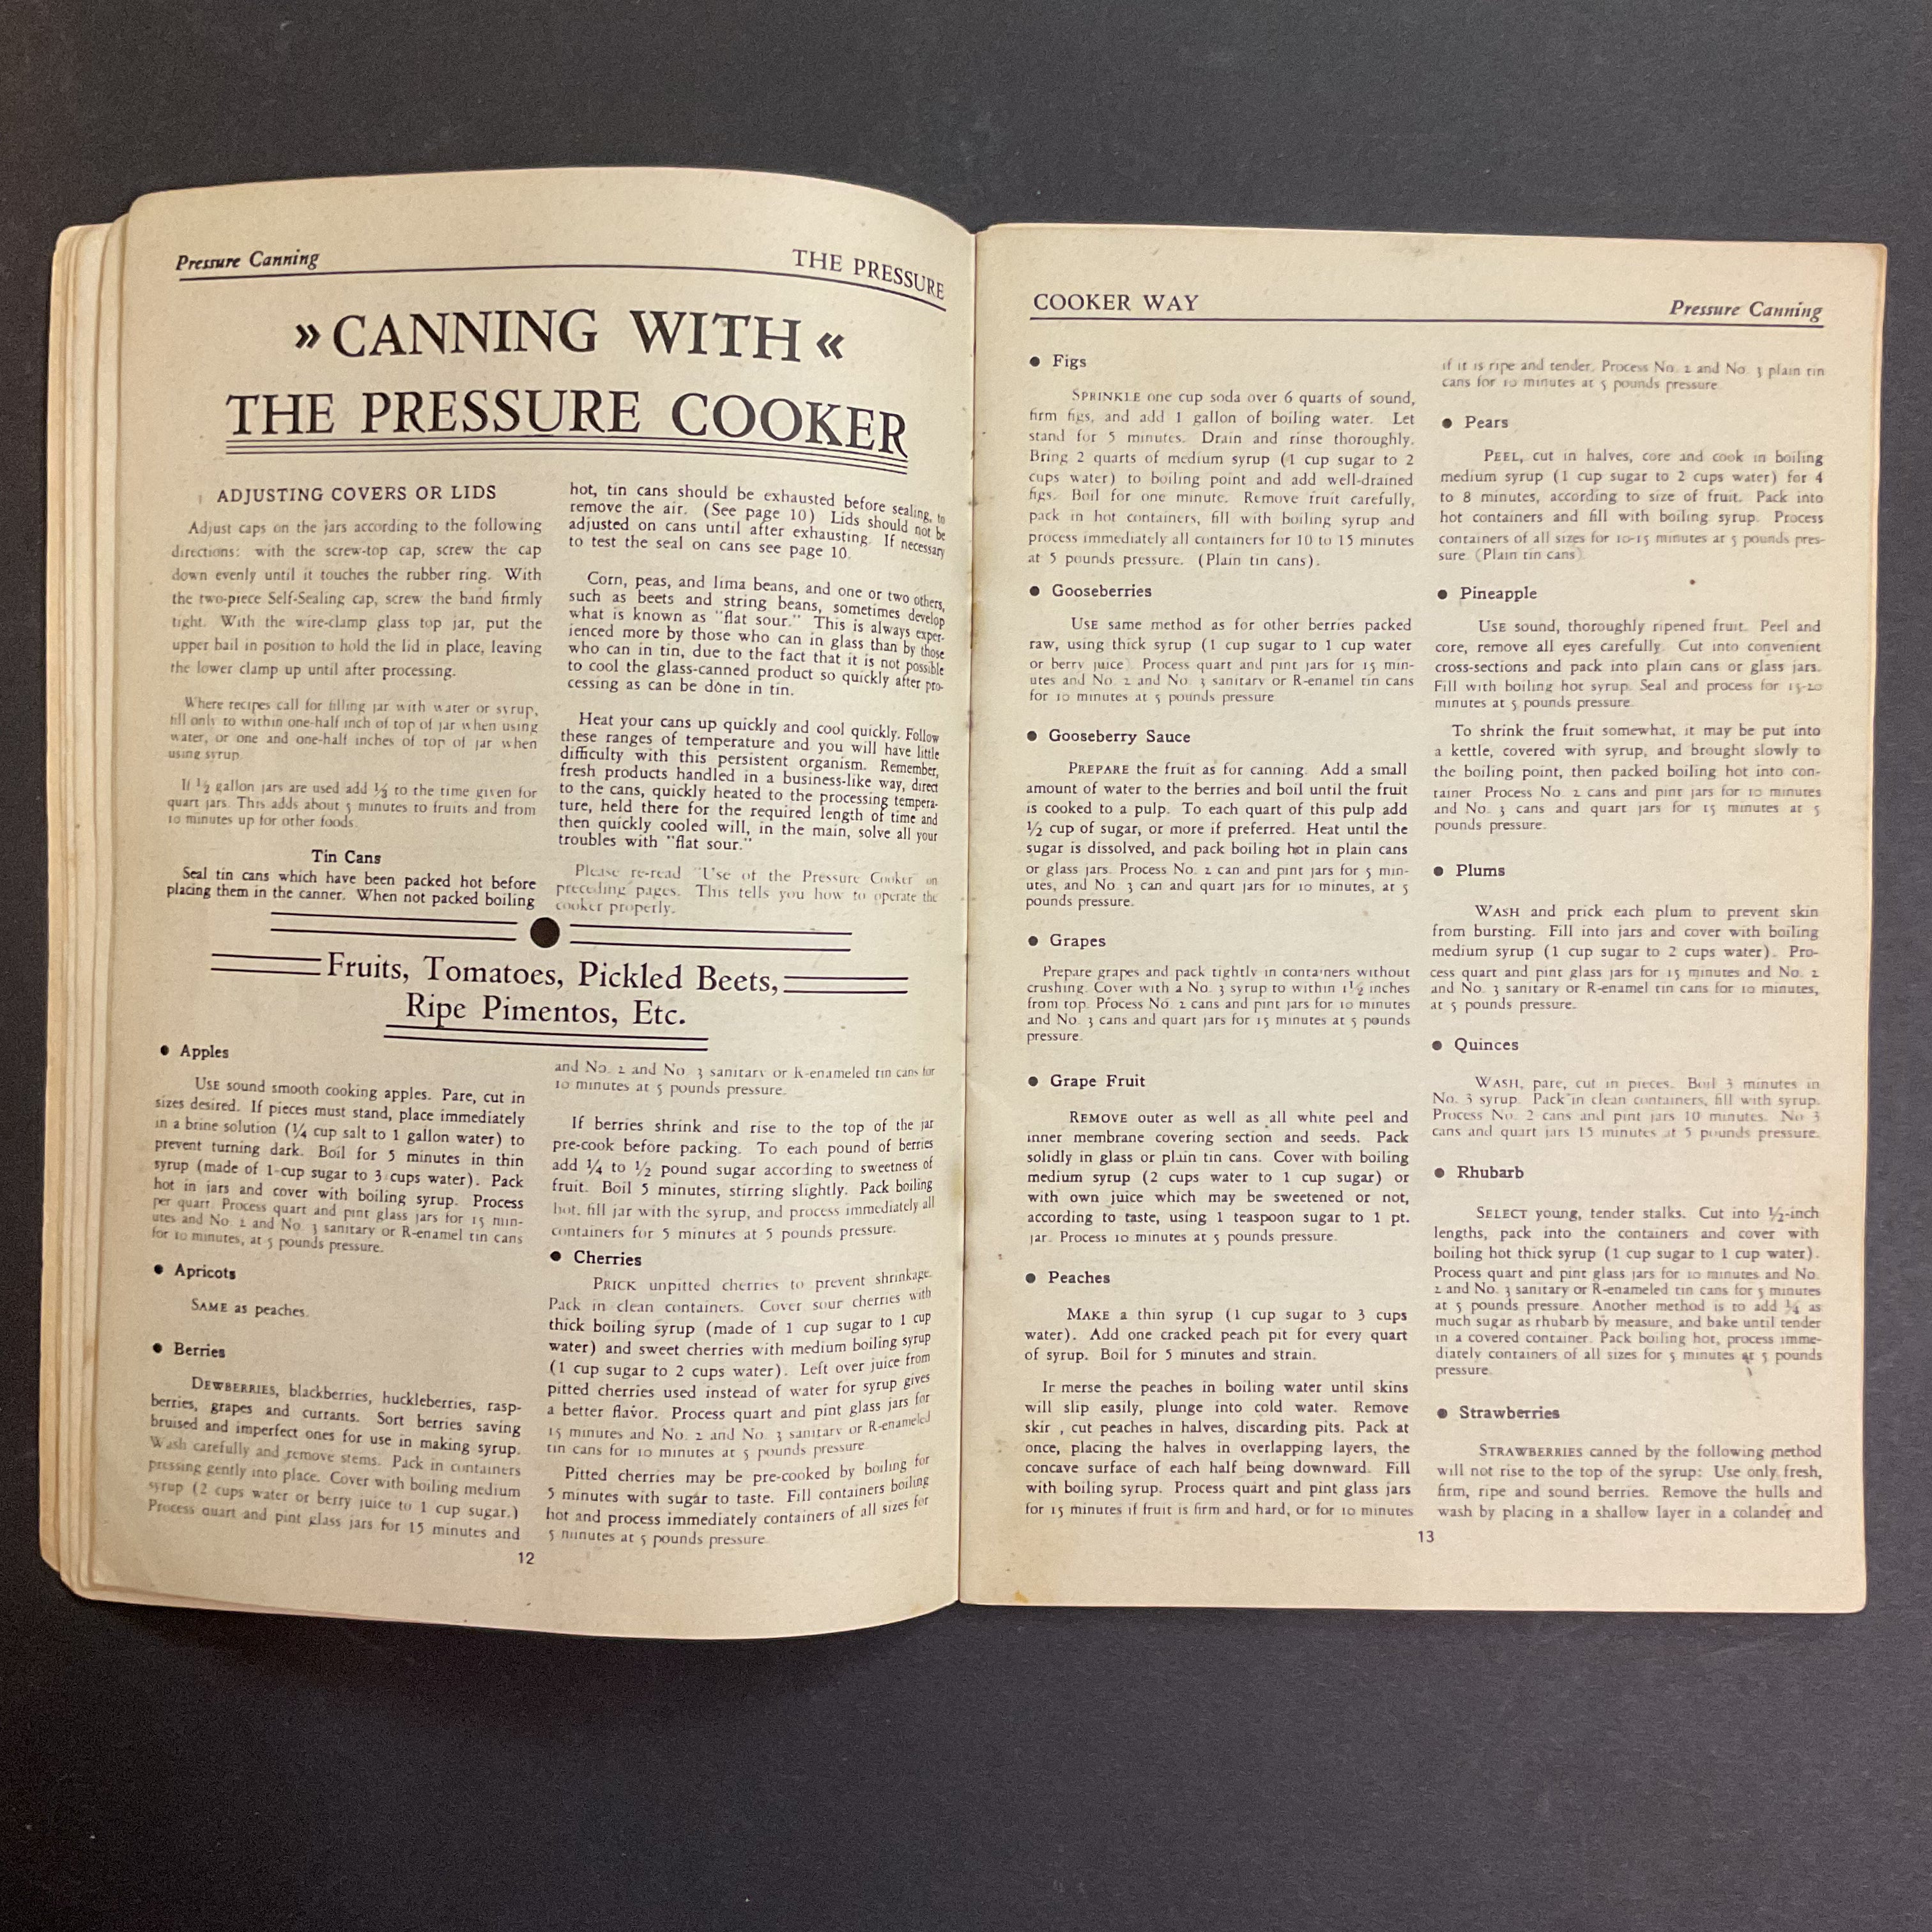 Pressure Canning
THE PRESSURE
» CANNING WITH «
THE PRESSURE COOKER
ADJUSTING COVERS OR LIDS
Adjust caps on the jars according to the following
directions: with the screw-top cap, screw the cap
down evenly until it touches the rubber ring. With
the two-piece Self-Sealing cap, screw the band firmly
tight. With the wire-clamp glass top jar, put the
upper bail in position to hold the lid in place, leaving
the lower clamp up until after processing.
Where recipes call for filling jar with water or syrup,
fill only to within one-half inch of top of jar when using
water, or one and one-half inches of top of jar when
using syrup.
If ½ gallon jars are used add ⅓ to the time given for
quart jars. This adds about 5 minutes to fruits and from
10 minutes up for other foods.
Tin Cans
Seal tin cans which have been packed hot before
placing them in the canner. When not packed boiling
hot, tin cans should be exhausted before sealing, to
remove the air. (See page 10) Lids should not be
adjusted on cans until after exhausting. If necessary
to test the seal on cans see page 10.
Corn, peas, and lima beans, and one or two others,
such as beets and string beans, sometimes develop
what is known as "flat sour." This is always exper-
ienced more by those who can in glass than by those
who can in tin, due to the fact that it is not possible
to cool the glass-canned product so quickly after pro-
cessing as can be done in tin.
Heat your cans up quickly and cool quickly. Follow
these ranges of temperature and you will have little
difficulty with this persistent organism. Remember,
fresh products handled in a business-like way, direct
to the cans, quickly heated to the processing tempera-
ture, held there for the required length of time and
then quickly cooled will, in the main, solve all your
troubles with "flat sour."
Please re-read "Use of the Pressure Cooker" on
preceding pages. This tells you how to operate the
cooker properly.
Fruits, Tomatoes, Pickled Beets,
Ripe Pimentos, Etc.
● Apples
USE sound smooth cooking apples. Pare, cut in
sizes desired. If pieces must stand, place immediately
in a brine solution (¼ cup salt to 1 gallon water) to
prevent turning dark. Boil for 5 minutes in thin
syrup (made of 1 cup sugar to 3 cups water). Pack
hot in jars and cover with boiling syrup. Process
per quart. Process quart and pint glass jars for 15 min-
utes and No. 2 and No. 3 sanitary or R-enamel tin cans
for 10 minutes, at 5 pounds pressure.
● Apricots
SAME as peaches.
● Berries
DEWBERRIES, blackberries, huckleberries, rasp-
berries, grapes and currants. Sort berries saving
bruised and imperfect ones for use in making syrup.
Wash carefully and remove stems. Pack in containers
pressing gently into place. Cover with boiling medium
syrup (2 cups water or berry juice to 1 cup sugar.)
Process quart and pint glass jars for 15 minutes and
and No. 2 and No. 3 sanitary or R-enameled tin cans for
10 minutes at 5 pounds pressure.
If berries shrink and rise to the top of the jar
pre-cook before packing. To each pound of berries
add ¼ to ½ pound sugar according to sweetness of
fruit. Boil 5 minutes, stirring slightly. Pack boiling
hot, fill jar with the syrup, and process immediately all
containers for 5 minutes at 5 pounds pressure.
● Cherries
PRICK unpitted cherries to prevent shrinkage.
Pack in clean containers. Cover sour cherries with
thick boiling syrup (made of 1 cup sugar to 1 cup
water) and sweet cherries with medium boiling syrup
(1 cup sugar to 2 cups water). Left over juice from
pitted cherries used instead of water for syrup gives
a better flavor. Process quart and pint glass jars for
15 minutes and No. 2 and No. 3 sanitary or R-enameled
tin cans for 10 minutes at 5 pounds pressure.
Pitted cherries may be pre-cooked by boiling for
5 minutes with sugar to taste. Fill containers boiling
hot and process immediately containers of all sizes for
5 minutes at 5 pounds pressure.
12
COOKER WAY
Pressure Canning
● Figs
SPRINKLE one cup soda over 6 quarts of sound,
firm figs, and add 1 gallon of boiling water. Let
stand for 5 minutes. Drain and rinse thoroughly.
Bring 2 quarts of medium syrup (1 cup sugar to 2
cups water) to boiling point and add well-drained
figs. Boil for one minute. Remove fruit carefully,
pack in hot containers, fill with boiling syrup and
process immediately all containers for 10 to 15 minutes
at 5 pounds pressure. (Plain tin cans).
● Gooseberries
USE same method as for other berries packed
raw, using thick syrup (1 cup sugar to 1 cup water
or berry juice). Process quart and pint jars for 15 min-
utes and No. 2 and No. 3 sanitary or R-enamel tin cans
for 10 minutes at 5 pounds pressure
● Gooseberry Sauce
PREPARE the fruit as for canning. Add a small
amount of water to the berries and boil until the fruit
is cooked to a pulp. To each quart of this pulp add
½ cup of sugar, or more if preferred. Heat until the
sugar is dissolved, and pack boiling hot in plain cans
or glass jars. Process No. 2 can and pint jars for 5 min-
utes, and No. 3 can and quart jars for 10 minutes, at 5
pounds pressure.
● Grapes
Prepare grapes and pack tightly in containers without
crushing. Cover with a No. 3 syrup to within 1½ inches
from top. Process No. 2 cans and pint jars for 10 minutes
and No. 3 cans and quart jars for 15 minutes at 5 pounds
pressure.
● Grape Fruit
REMOVE outer as well as all white peel and
inner membrane covering section and seeds. Pack
solidly in glass or plain tin cans. Cover with boiling
medium syrup (2 cups water to 1 cup sugar) or
with own juice which may be sweetened or not,
according to taste, using 1 teaspoon sugar to 1 pt.
jar. Process 10 minutes at 5 pounds pressure.
● Peaches
MAKE a thin syrup (1 cup sugar to 3 cups
water). Add one cracked peach pit for every quart
of syrup. Boil for 5 minutes and strain.
Immerse the peaches in boiling water until skins
will slip easily, plunge into cold water. Remove
skir , cut peaches in halves, discarding pits. Pack at
once, placing the halves in overlapping layers, the
concave surface of each half being downward. Fill
with boiling syrup. Process quart and pint glass jars
for 15 minutes if fruit is firm and hard, or for 10 minutes
if it is ripe and tender. Process No. 2 and No. 3 plain tin
cans for 10 minutes at 5 pounds pressure
● Pears
PEEL, cut in halves, core and cook in boiling
medium syrup (1 cup sugar to 2 cups water) for 4
to 8 minutes, according to size of fruit. Pack into
hot containers and fill with boiling syrup. Process
containers of all sizes for 10-15 minutes at 5 pounds pres-
sure. (Plain tin cans).
● Pineapple
USE sound, thoroughly ripened fruit. Peel and
core, remove all eyes carefully. Cut into convenient
cross-sections and pack into plain cans or glass jars.
Fill with boiling hot syrup. Seal and process for 15-20
minutes at 5 pounds pressure.
To shrink the fruit somewhat, it may be put into
a kettle, covered with syrup, and brought slowly to
the boiling point, then packed boiling hot into con-
tainer. Process No. 2 cans and pint jars for 10 minutes
and No. 3 cans and quart jars for 15 minutes at 5
pounds pressure.
● Plums
WASH and prick each plum to prevent skin
from bursting. Fill into jars and cover with boiling
medium syrup (1 cup sugar to 2 cups water). Pro-
cess quart and pint glass jars for 15 minutes and No. 2
and No. 3 sanitary or R-enamel tin cans for 10 minutes,
at 5 pounds pressure.
● Quinces
WASH, pare, cut in pieces. Boil 3 minutes in
No. 3 syrup. Pack in clean containers, fill with syrup.
Process No. 2 cans and pint jars 10 minutes. No 3
cans and quart jars 15 minutes at 5 pounds pressure.
● Rhubarb
SELECT young, tender stalks. Cut into ½-inch
lengths, pack into the containers and cover with
boiling hot thick syrup (1 cup sugar to 1 cup water).
Process quart and pint glass jars for 10 minutes and No.
2 and No. 3 sanitary or R-enameled tin cans for 5 minutes
at 5 pounds pressure. Another method is to add ¼ as
much sugar as rhubarb by measure, and bake until tender
in a covered container. Pack boiling hot, process imme-
diately containers of all sizes for 5 minutes at 5 pounds
pressure.
● Strawberries
STRAWBERRIES canned by the following method
will not rise to the top of the syrup: Use only fresh,
firm, ripe and sound berries. Remove the hulls and
wash by placing in a shallow layer in a colander and
13